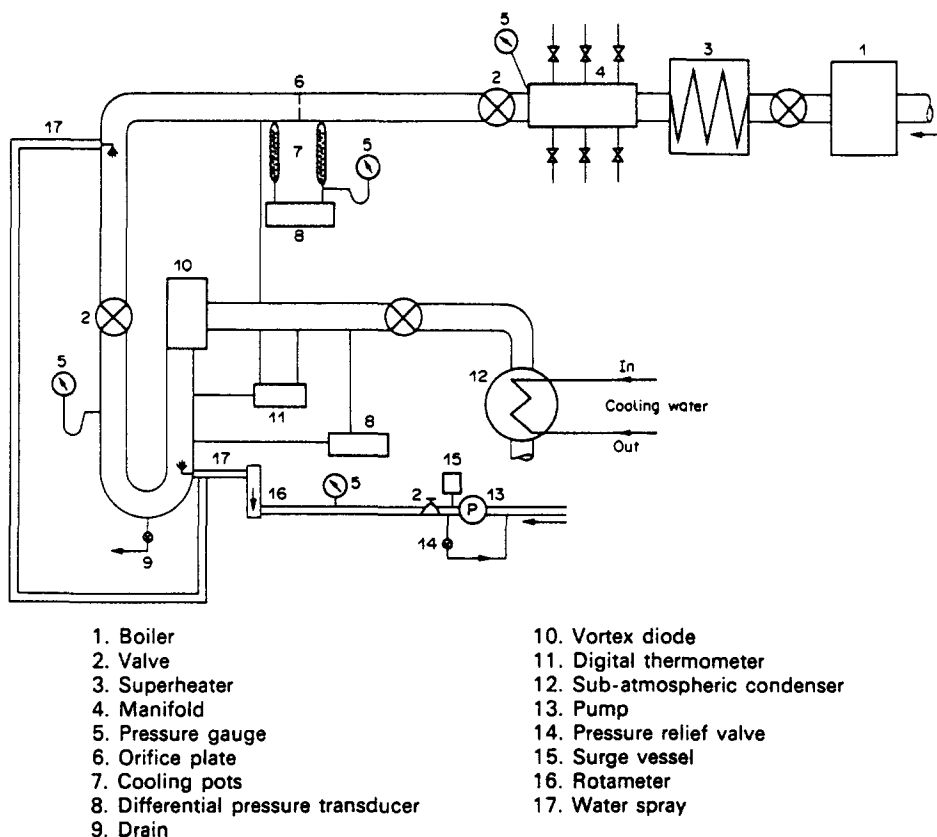 5
3
1
2
4
6
17
7
5
8
10
2
5
12
In
Cooling water
Out
11
8
17
15
16
5
2
13
P
14
9
1. Boiler
2. Valve
3. Superheater
4. Manifold
5. Pressure gauge
6. Orifice plate
7. Cooling pots
8. Differential pressure transducer
9. Drain
10. Vortex diode
11. Digital thermometer
12. Sub-atmospheric condenser
13. Pump
14. Pressure relief valve
15. Surge vessel
16. Rotameter
17. Water spray